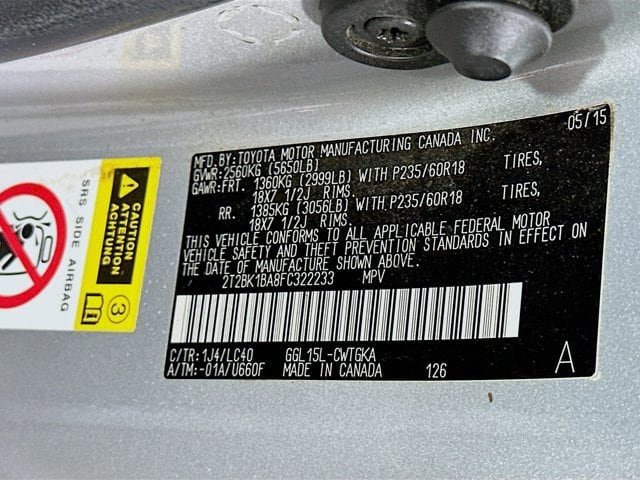 05/15
MFD.BY:TOYOTA MOTOR MANUFACTURING CANADA INC.
GVWR:2560KG (5650LB)
GAWR:FRT. 1360KG (2999LB) WITH P235/60R18 TIRES,
18X7 1/2J RIMS.
RR. 1385KG (3056LB) WITH P235/60R18 TIRES,
18X7 1/2J RIMS.
THIS VEHICLE CONFORMS TO ALL APPLICABLE FEDERAL MOTOR
VEHICLE SAFETY AND THEFT PREVENTION STANDARDS IN EFFECT ON
THE DATE OF MANUFACTURE SHOWN ABOVE.
2T2BK1BA8FC322233 MPV
C/TR:1J4/LC40 GGL15L-CWTGKA
A/TM:-01A/U660F MADE IN CANADA 126
A
SRS SIDE AIRBAG
CAUTION
ATTENTION
ACHTUNG
3